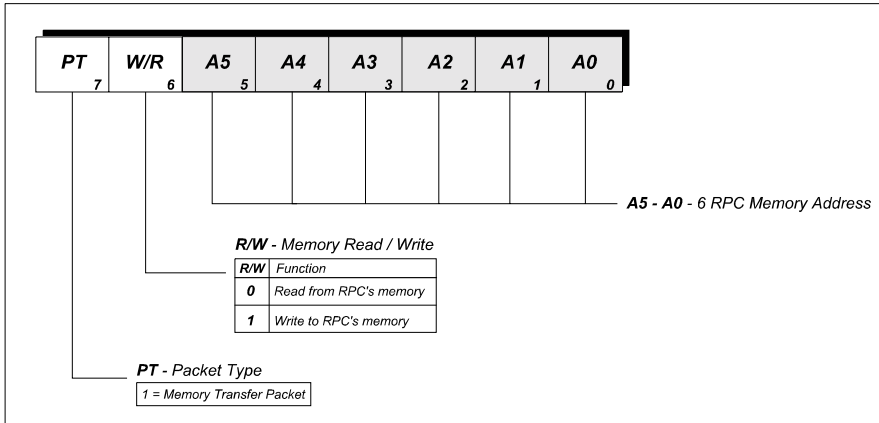 PT W/R A5 A4 A3 A2 A1 A0
7 6 5 4 3 2 1 0
A5 - A0 - 6 RPC Memory Address
R/W - Memory Read / Write
R/W Function
0 Read from RPC's memory
1 Write to RPC's memory
PT - Packet Type
1 = Memory Transfer Packet